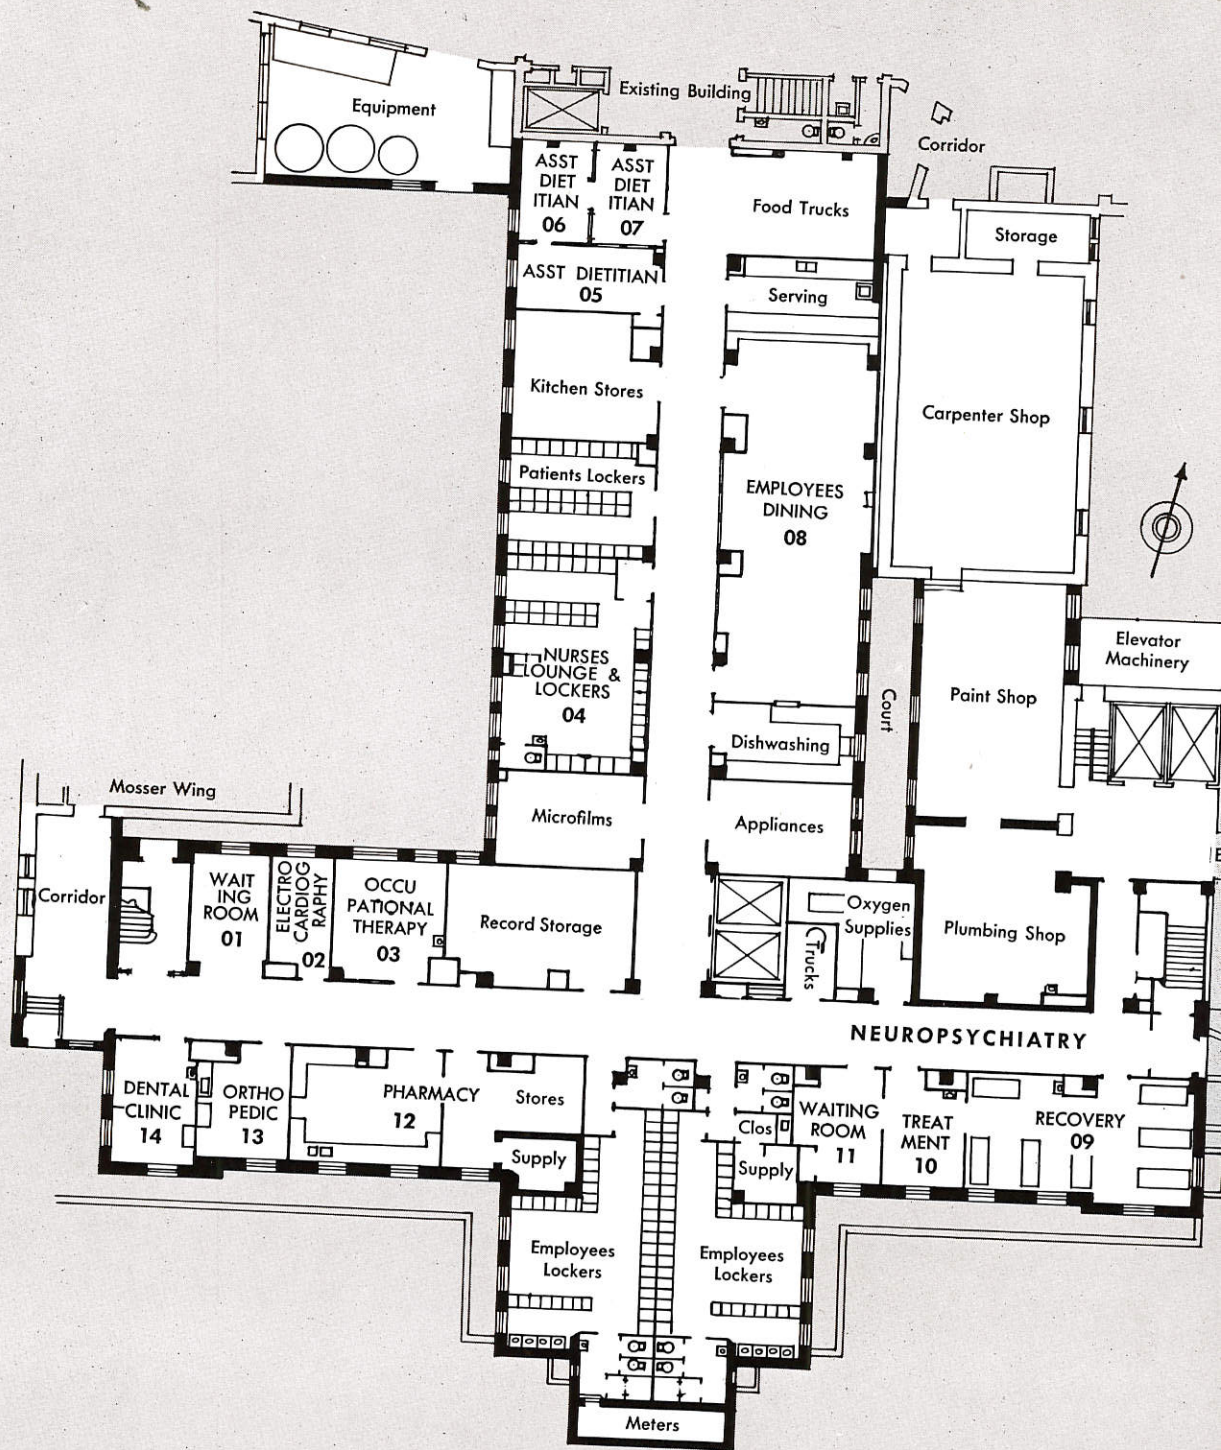 Existing Building
Equipment
Corridor
ASST
DIET
ITIAN
06
ASST
DIET
ITIAN
07
Food Trucks
Storage
ASST DIETITIAN
05
Serving
Kitchen Stores
Carpenter Shop
Patients Lockers
EMPLOYEES
DINING
08
NURSES
LOUNGE &
LOCKERS
04
Elevator
Machinery
Court
Paint Shop
Dishwashing
Mosser Wing
Microfilms
Appliances
Corridor
WAIT
ING
ROOM
01
ELECTRO
CARDIOG
RAPHY
02
OCCU
PATIONAL
THERAPY
03
Record Storage
Trucks
Oxygen
Supplies
Plumbing Shop
E
NEUROPSYCHIATRY
DENTAL
CLINIC
14
ORTHO
PEDIC
13
PHARMACY
12
Stores
Supply
Clos
Supply
WAITING
ROOM
11
TREAT
MENT
10
RECOVERY
09
Employees
Lockers
Employees
Lockers
Meters